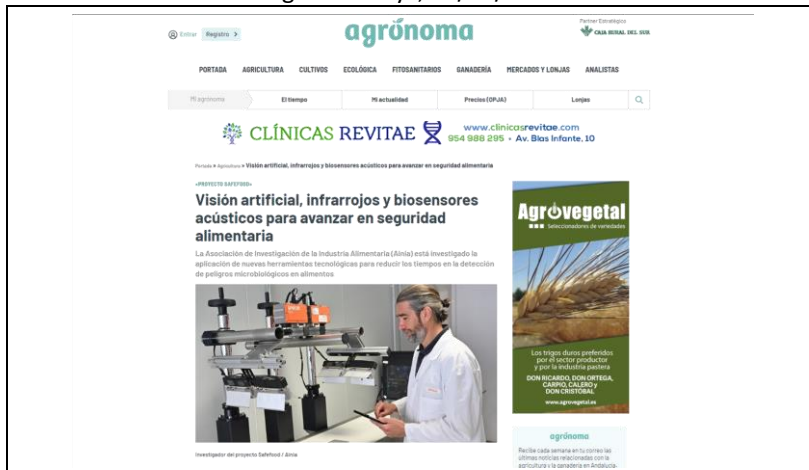 Entrar Registro >
agrónoma
Partner Estratégico
CAJA RURAL DEL SUR
PORTADA AGRICULTURA CULTIVOS ECOLÓGICA FITOSANITARIOS GANADERÍA MERCADOS Y LONJAS ANALISTAS
Mi agrónoma El tiempo Mi actualidad Precios (OPJA) Lonjas
CLÍNICAS REVITAE
www.clinicasrevitae.com
954 986 295 • Av. Blas Infante, 10
Portada » Agricultura » Visión artificial, infrarrojos y biosensores acústicos para avanzar en seguridad alimentaria
«PROYECTO SAFEFOOD»
Visión artificial, infrarrojos y biosensores
acústicos para avanzar en seguridad
alimentaria
La Asociación de Investigación de la Industria Alimentaria (Ainia) está investigado la
aplicación de nuevas herramientas tecnológicas para reducir los tiempos en la detección
de peligros microbiológicos en alimentos
Investigador del proyecto Safefood / Ainia
Agrovegetal
Seleccionadores de variedades
Los trigos duros preferidos
por el sector productor
y por la industria pastera
DON RICARDO, DON ORTEGA,
CARPIO, CALERO y
DON CRISTÓBAL
www.agrovegetal.es
agrónoma
Recibe cada semana en tu correo las
últimas noticias relacionadas con la
agricultura y la ganadería en Andalucía